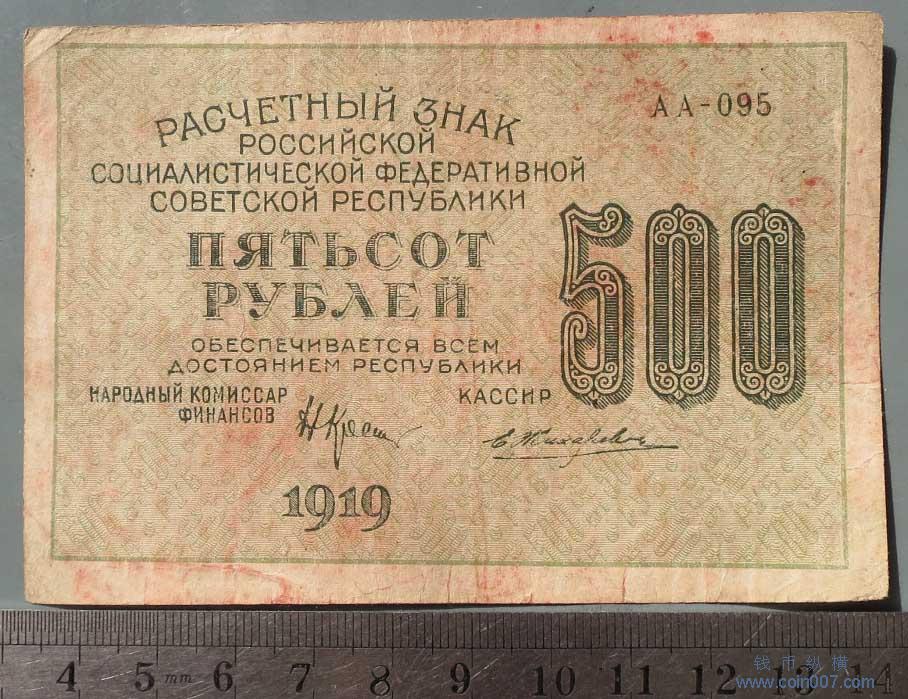 РАСЧЕТНЫЙ ЗНАК
РОССИЙСКОЙ
СОЦИАЛИСТИЧЕСКОЙ ФЕДЕРАТИВНОЙ
СОВЕТСКОЙ РЕСПУБЛИКИ
АА-095
ПЯТЬСОТ
РУБЛЕЙ
500
ОБЕСПЕЧИВАЕТСЯ ВСЕМ
ДОСТОЯНИЕМ РЕСПУБЛИКИ
НАРОДНЫЙ КОМИССАР
ФИНАНСОВ
КАССИР
1919
4 5 mm 6 7 8 9 10 11 12 13 14
钱币纵横
www.coin007.com